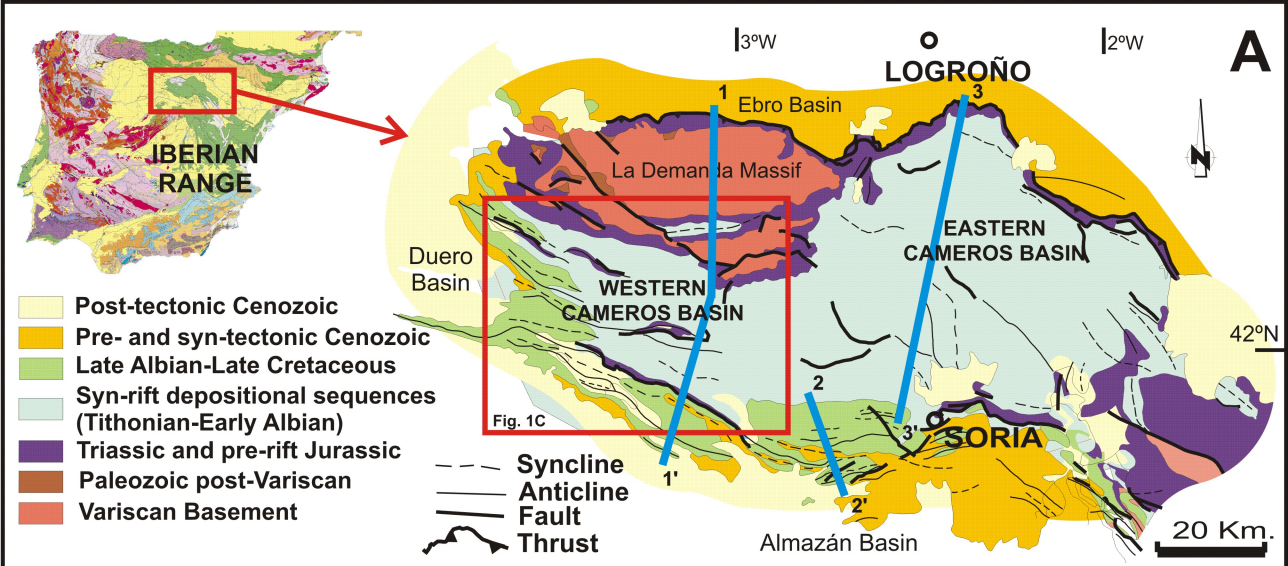 3ºW
2ºW
A
LOGROÑO
1
3
Ebro Basin
N
IBERIAN
RANGE
La Demanda Massif
Duero
Basin
EASTERN
CAMEROS BASIN
WESTERN
CAMEROS BASIN
Post-tectonic Cenozoic
Pre- and syn-tectonic Cenozoic
Late Albian-Late Cretaceous
Syn-rift depositional sequences
(Tithonian-Early Albian)
Triassic and pre-rift Jurassic
Paleozoic post-Variscan
Variscan Basement
42ºN
2
Fig. 1C
3'
SORIA
Syncline
Anticline
Fault
Thrust
1'
2'
Almazán Basin
20 Km.